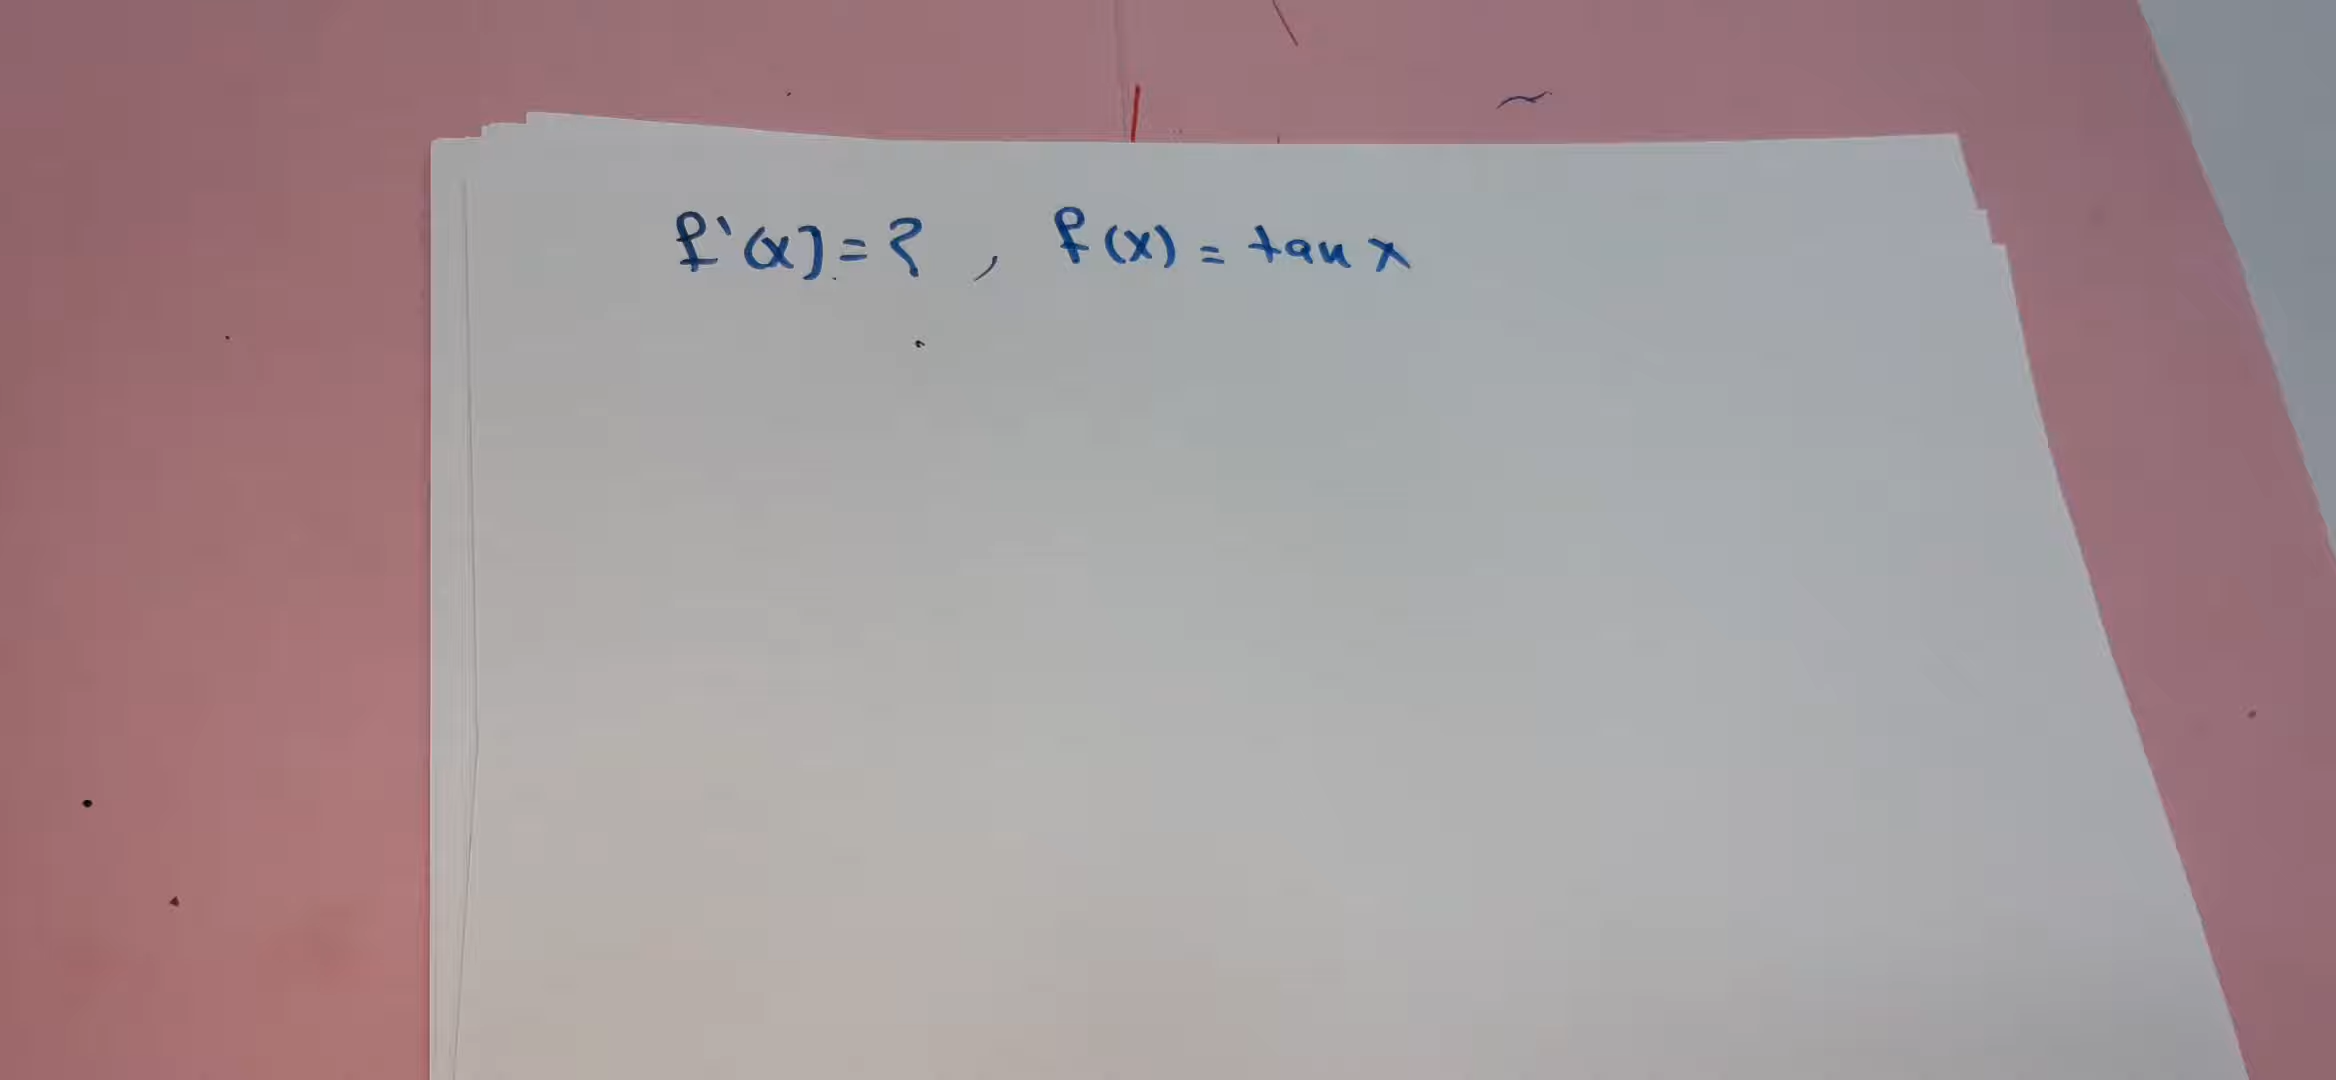 f'(x] = ? , f(x) = tan x